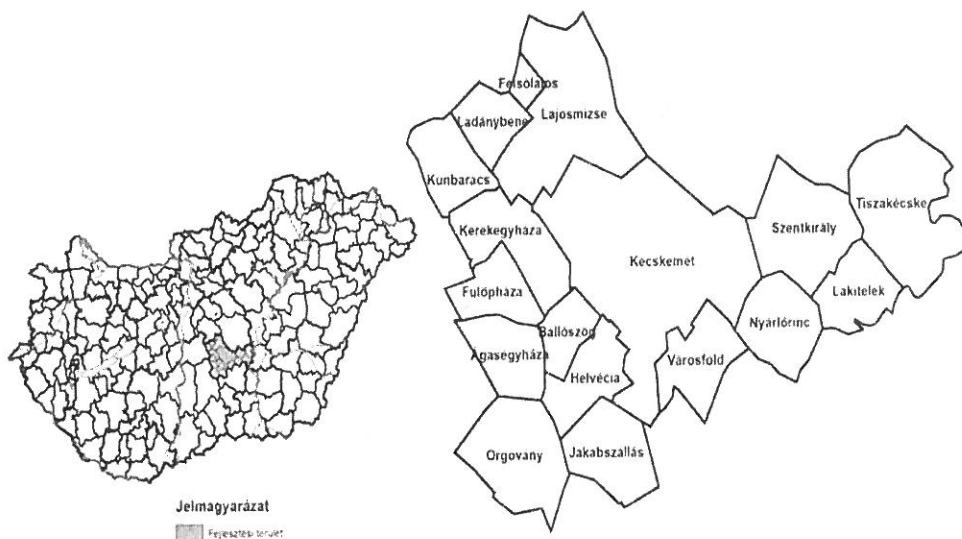 Felsőlajos
Ladánybene
Lajosmizse
Kunbaracs
Tiszakécske
Kerekegyháza
Szentkirály
Kecskemét
Fülöpháza
Lakitelek
Ballószög
Nyárlőrinc
Ágasegyháza
Városföld
Helvécia
Orgovány
Jakabszállás
Jelmagyarázat
Fejlesztési terület